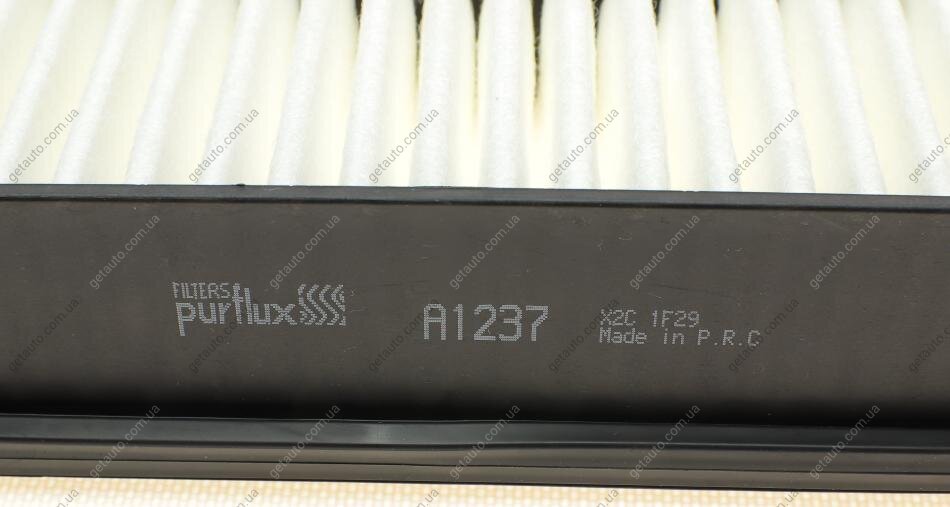 FILTERS
purflux
A1237
X2C 1F29
Made in P.R.C
getauto.com.ua